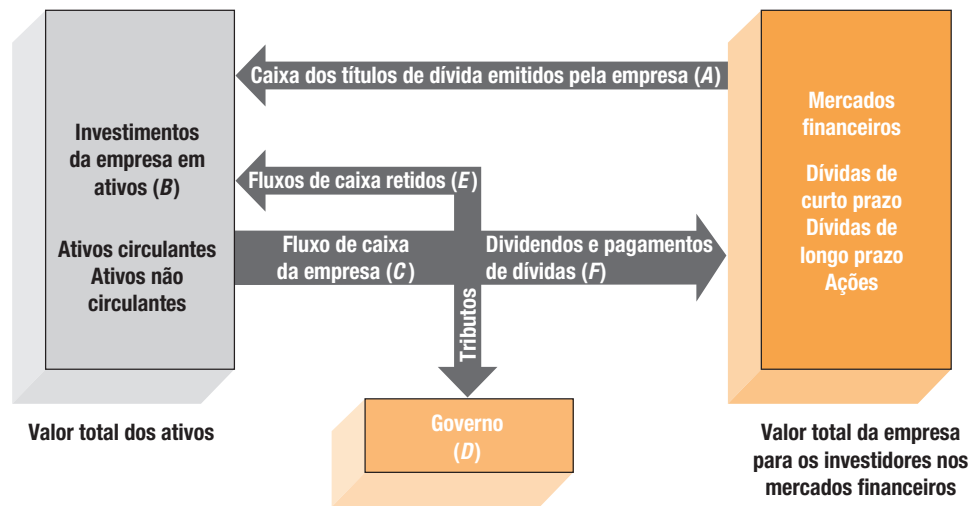 Caixa dos títulos de dívida emitidos pela empresa (A)
Investimentos
da empresa em
ativos (B)
Ativos circulantes
Ativos não
circulantes
Fluxos de caixa retidos (E)
Fluxo de caixa
da empresa (C)
Dividendos e pagamentos
de dívidas (F)
Tributos
Mercados
financeiros
Dívidas de
curto prazo
Dívidas de
longo prazo
Ações
Governo
(D)
Valor total dos ativos
Valor total da empresa
para os investidores nos
mercados financeiros